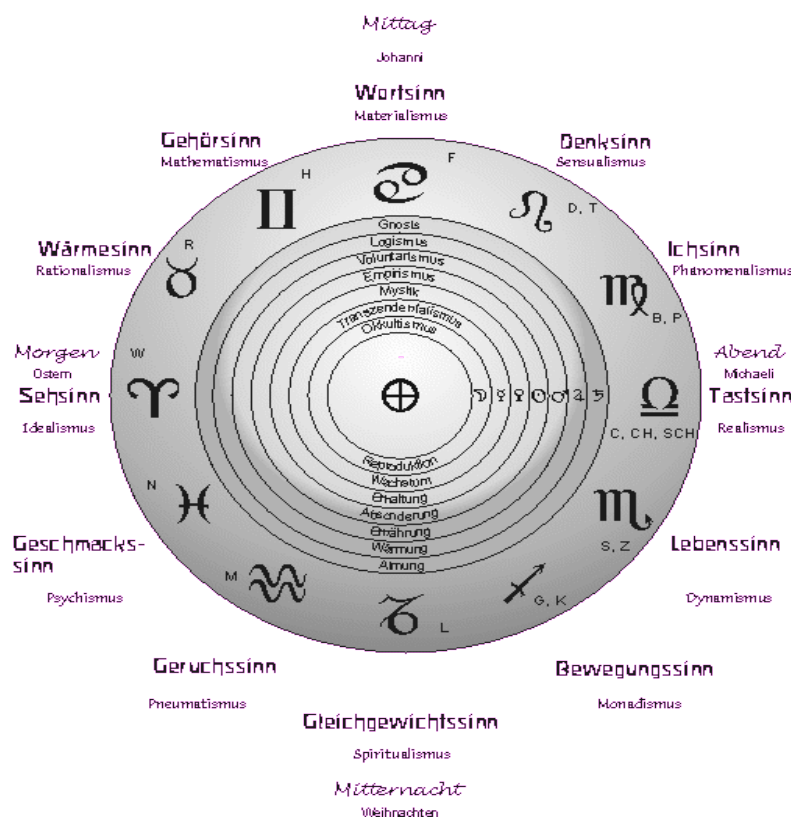 Mittag
Johanni
Wortsinn
Materialismus
Gehörsinn
Mathematismus
Denksinn
Sensualismus
H
F
D, T
Wärmesinn
Rationalismus
R
Ichsinn
Phänomenalismus
B, P
Gnosis
Logismus
Voluntarismus
Empirismus
Mystik
Transzendentalismus
Okkultismus
Morgen
Ostern
Sehsinn
Idealismus
W
Abend
Michaeli
Tastsinn
Realismus
C, CH, SCH
Reproduktion
Wachstum
Erhaltung
Absonderung
Ernährung
Wärmung
Atmung
N
Geschmacks-
sinn
Psychismus
M
S, Z
Lebenssinn
Dynamismus
G, K
L
Geruchssinn
Pneumatismus
Bewegungssinn
Monadismus
Gleichgewichtssinn
Spiritualismus
Mitternacht
Weihnachten